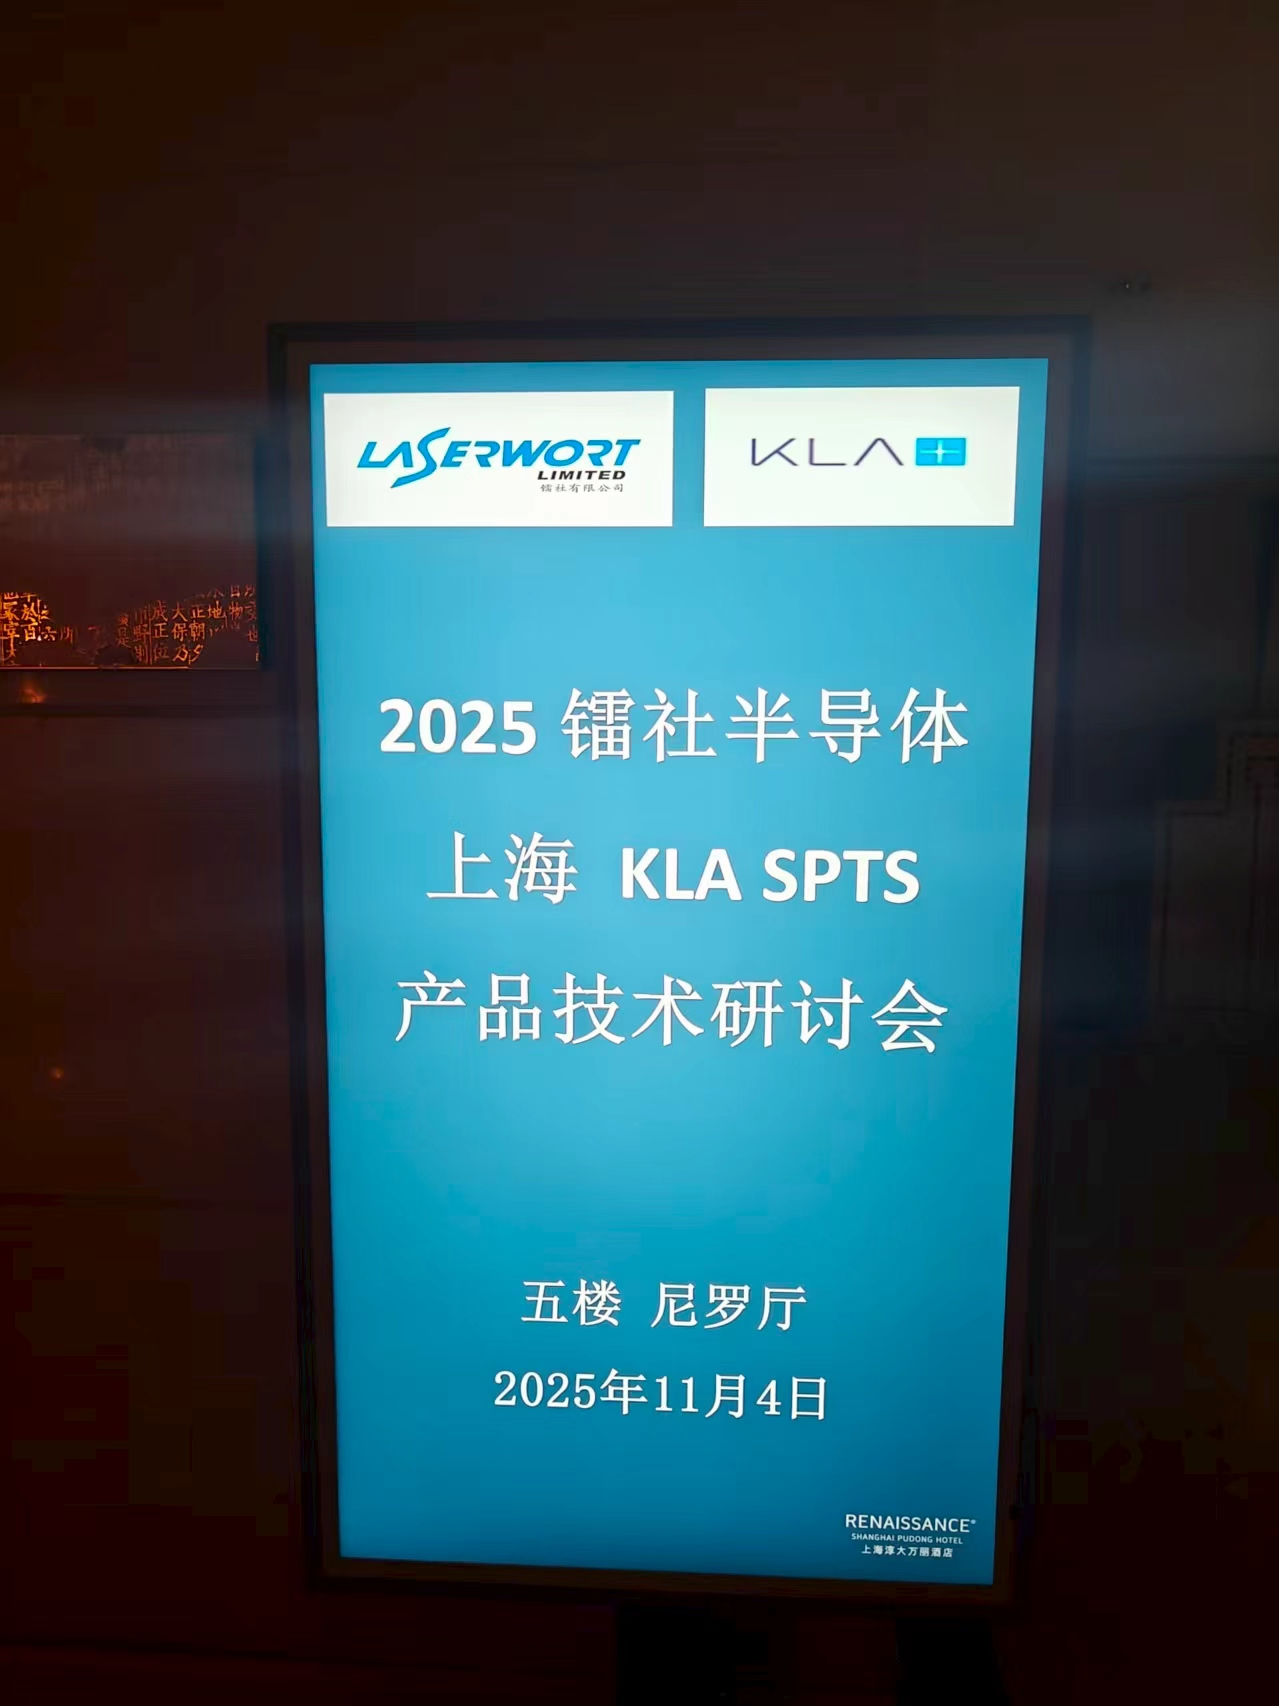 LASERWORT
LIMITED
镭社有限公司
KLA
2025 镭社半导体
上海 KLA SPTS
产品技术研讨会
五楼 尼罗厅
2025年11月4日
RENAISSANCE®
SHANGHAI PUDONG HOTEL
上海淳大万丽酒店